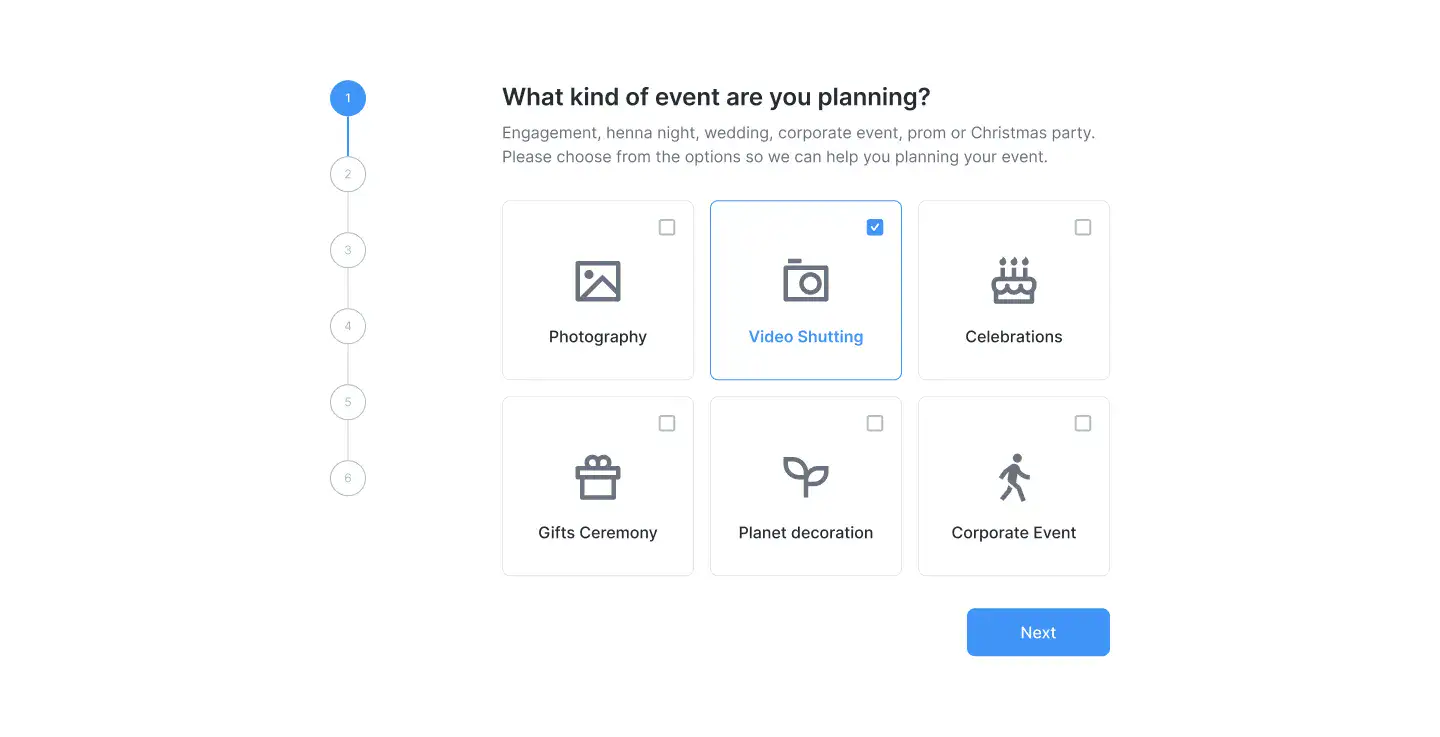 1
2
3
4
5
6
What kind of event are you planning?
Engagement, henna night, wedding, corporate event, prom or Christmas party.
Please choose from the options so we can help you planning your event.
Photography
Video Shutting
Celebrations
Gifts Ceremony
Planet decoration
Corporate Event
Next